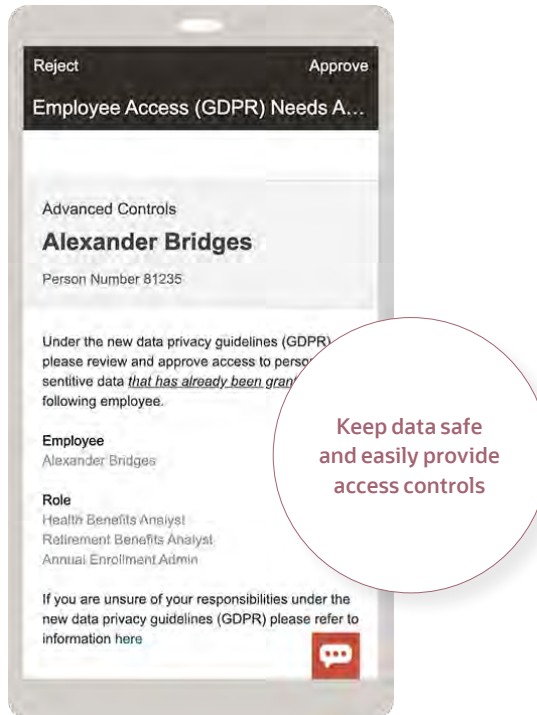 Reject Approve
Employee Access (GDPR) Needs A...
Advanced Controls
Alexander Bridges
Person Number 81235
Under the new data privacy guidelines (GDPR)
please review and approve access to
sentitive data that has already been
following employee.
Employee
Alexander Bridges
Role
Health Benefits Analyst
Retirement Benefits Analyst
Annual Enrollment Admin
If you are unsure of your responsibilities under the
new data privacy guidelines (GDPR) please refer to
information here
Keep data safe
and easily provide
access controls